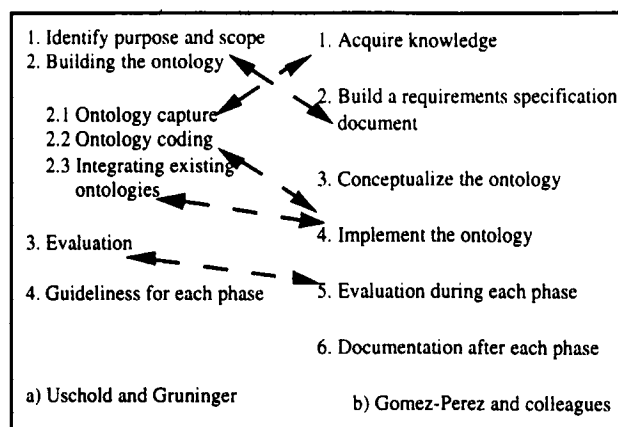 1. Identify purpose and scope
2. Building the ontology
2.1 Ontology capture
2.2 Ontology coding
2.3 Integrating existing
ontologies
3. Evaluation
4. Guideliness for each phase
a) Uschold and Gruninger
1. Acquire knowledge
2. Build a requirements specification
document
3. Conceptualize the ontology
4. Implement the ontology
5. Evaluation during each phase
6. Documentation after each phase
b) Gomez-Perez and colleagues